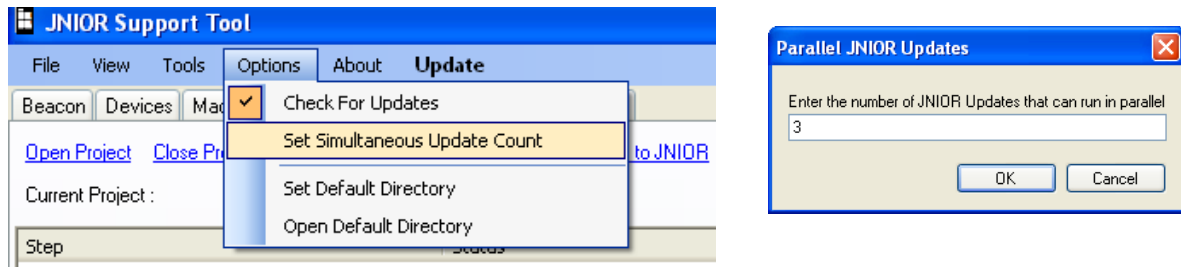 JNIOR Support Tool
File View Tools Options About Update
Beacon Devices Mac
Check For Updates
Set Simultaneous Update Count
Open Project Close Pr to JNIOR
Set Default Directory
Current Project :
Open Default Directory
Step
Parallel JNIOR Updates
Enter the number of JNIOR Updates that can run in parallel
3
OK Cancel